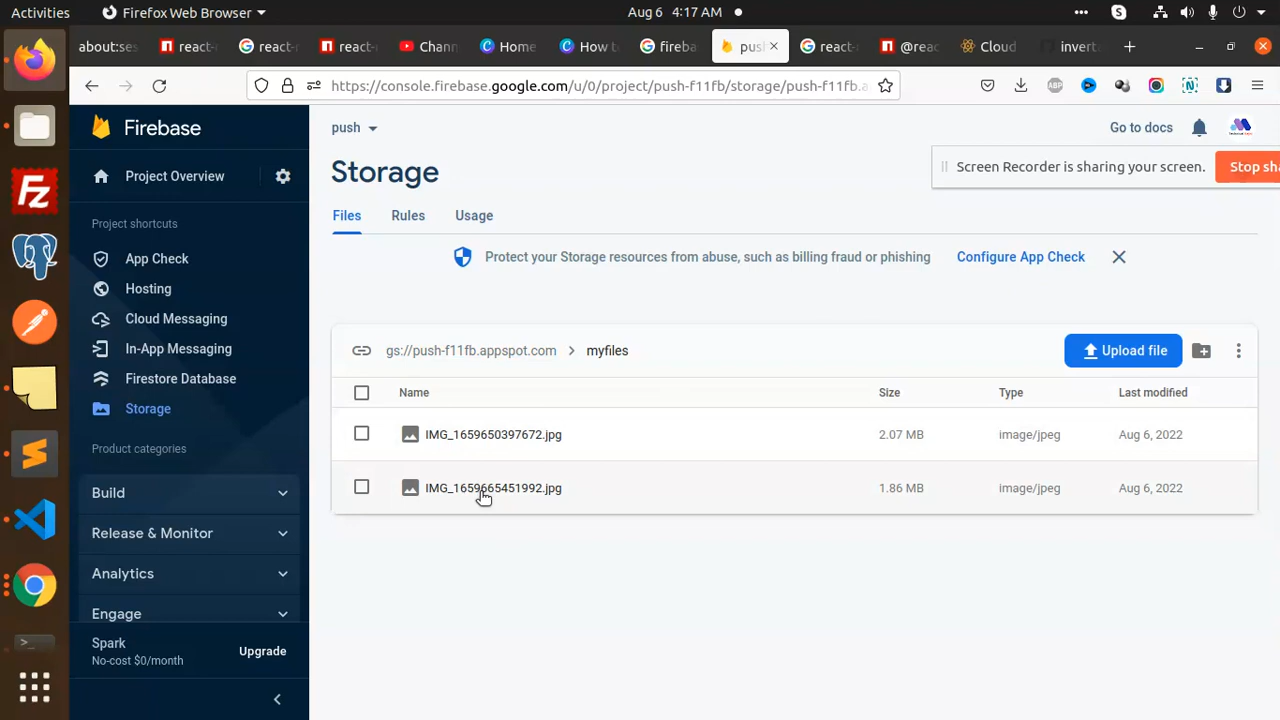 Activities
Firefox Web Browser
Aug 6 4:17 AM
about:ses
react-
react-r
react-
Chann
Home
How t
fireba
pus
react-r
@rea
Cloud
invert
https://console.firebase.google.com/u/0/project/push-f11fb/storage/push-f11fb.a
ABP
Firebase
push
Go to docs
Project Overview
Storage
Screen Recorder is sharing your screen.
Stop sha
Project shortcuts
Files
Rules
Usage
App Check
Protect your Storage resources from abuse, such as billing fraud or phishing
Configure App Check
Hosting
Cloud Messaging
In-App Messaging
gs://push-f11fb.appspot.com
myfiles
Upload file
Firestore Database
Name
Size
Type
Last modified
Storage
IMG_1659650397672.jpg
2.07 MB
image/jpeg
Aug 6, 2022
Product categories
Build
IMG_1659665451992.jpg
1.86 MB
image/jpeg
Aug 6, 2022
Release & Monitor
Analytics
Engage
Spark
No-cost $0/month
Upgrade